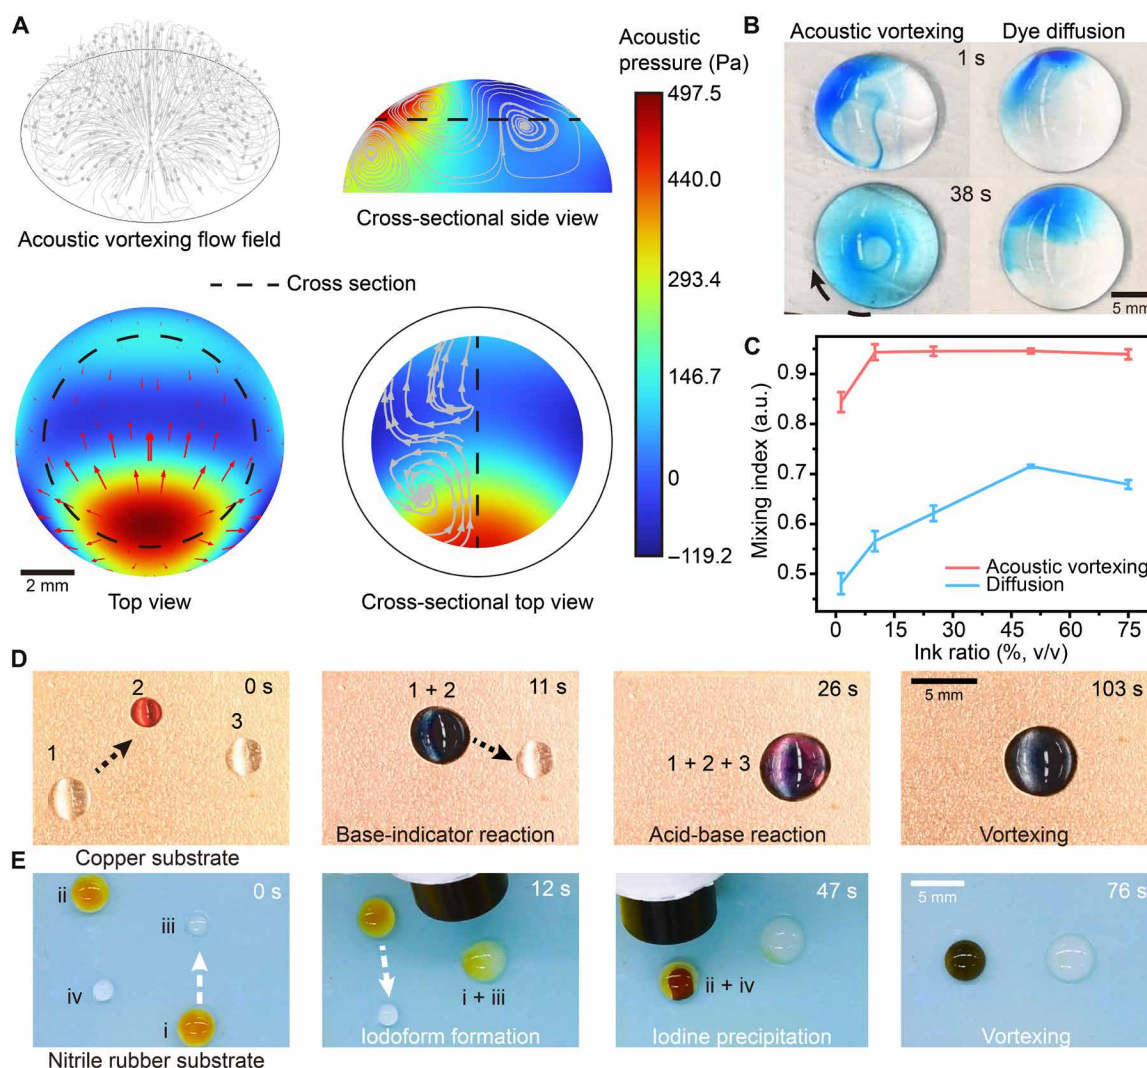 A
Acoustic
pressure (Pa)
497.5
440.0
293.4
146.7
0
−119.2
Acoustic vortexing flow field
Cross-sectional side view
Cross section
2 mm
Top view
Cross-sectional top view
B
Acoustic vortexing
Dye diffusion
1 s
38 s
5 mm
C
Mixing index (a.u.)
0.9
0.8
0.7
0.6
0.5
Acoustic vortexing
Diffusion
0 15 30 45 60 75
Ink ratio (%, v/v)
D
1
2
3
0 s
Copper substrate
1 + 2
11 s
Base-indicator reaction
1 + 2 + 3
26 s
Acid-base reaction
5 mm
103 s
Vortexing
E
ii
iii
iv
i
0 s
Nitrile rubber substrate
12 s
i + iii
Iodoform formation
47 s
ii + iv
Iodine precipitation
5 mm
76 s
Vortexing